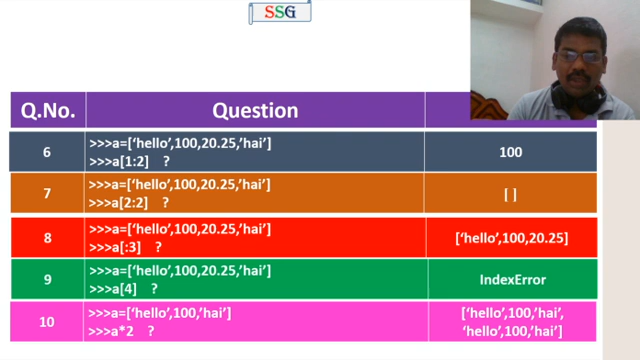 SSG
Q.No. Question
6 >>>a=['hello',100,20.25,'hai'] 100
>>>a[1:2] ?
7 >>>a=['hello',100,20.25,'hai'] [ ]
>>>a[2:2] ?
8 >>>a=['hello',100,20.25,'hai'] ['hello',100,20.25]
>>>a[:3] ?
9 >>>a=['hello',100,20.25,'hai'] IndexError
>>>a[4] ?
10 >>>a=['hello',100,'hai'] ['hello',100,'hai',
>>>a*2 ? 'hello',100,'hai']